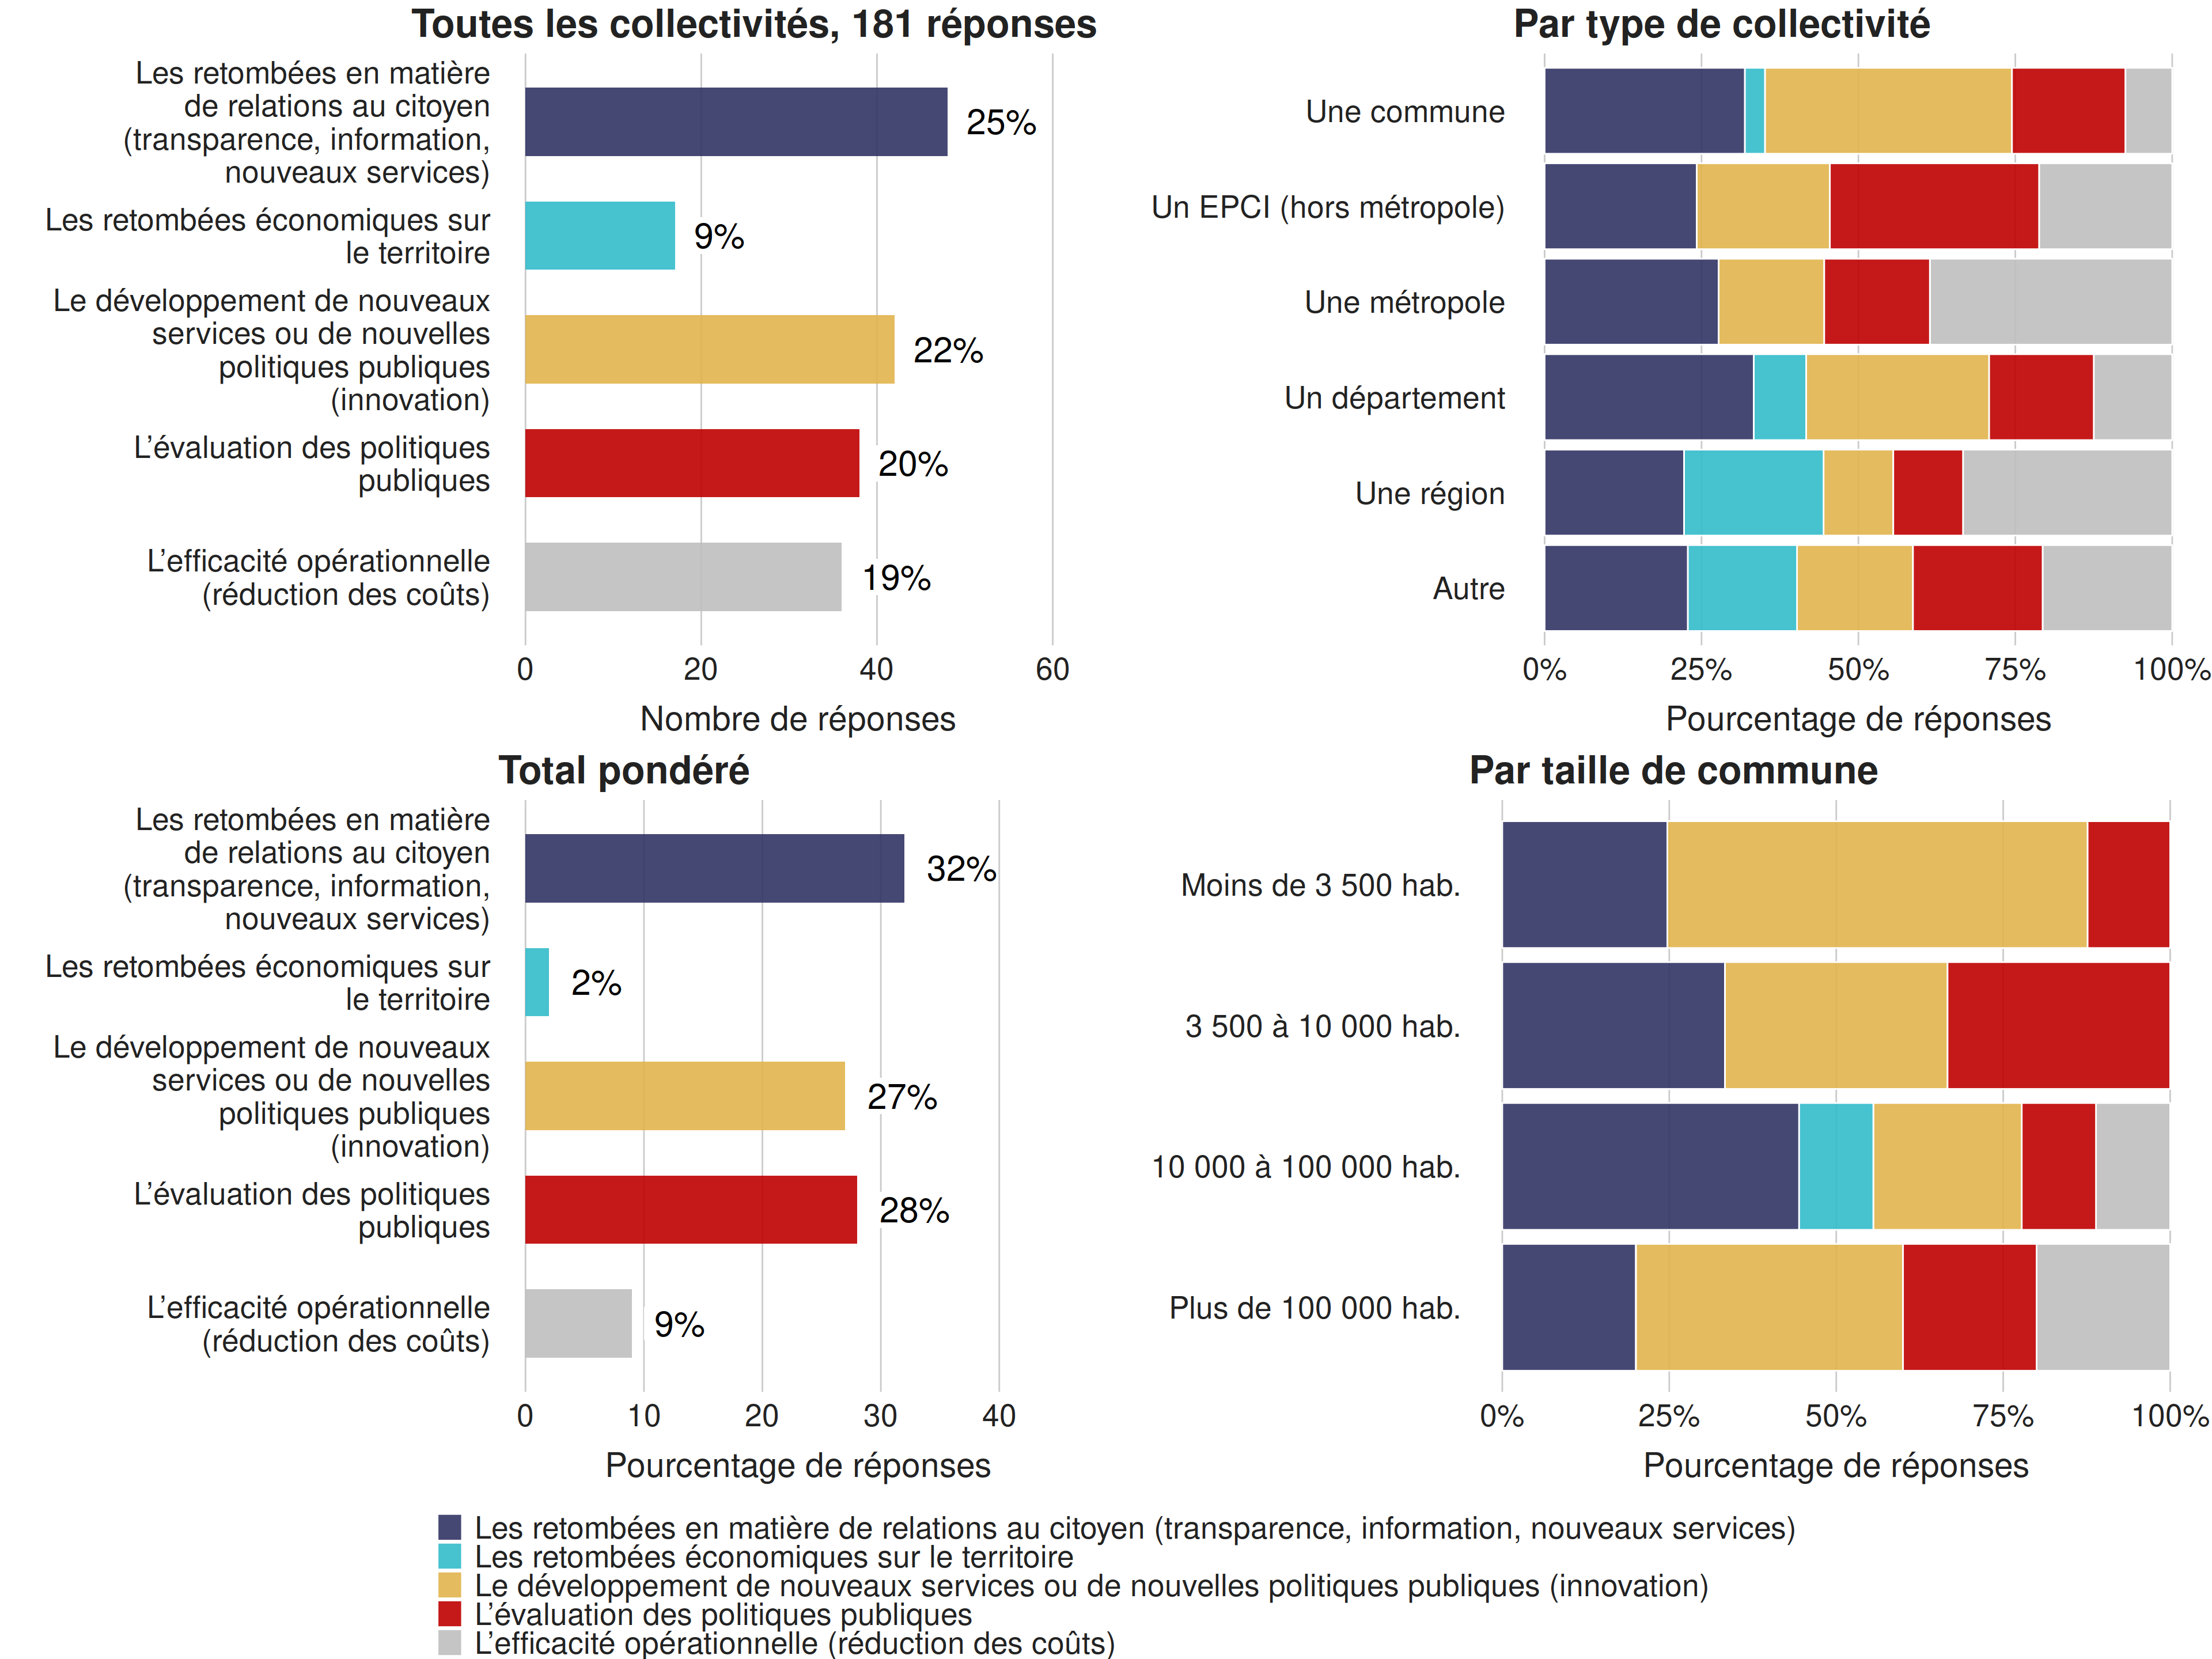 Toutes les collectivités, 181 réponses
Les retombées en matière
de relations au citoyen
(transparence, information,
nouveaux services)
25%
Les retombées économiques sur
le territoire
9%
Le développement de nouveaux
services ou de nouvelles
politiques publiques
(innovation)
22%
L’évaluation des politiques
publiques
20%
L’efficacité opérationnelle
(réduction des coûts)
19%
0 20 40 60
Nombre de réponses
Par type de collectivité
Une commune
Un EPCI (hors métropole)
Une métropole
Un département
Une région
Autre
0% 25% 50% 75% 100%
Pourcentage de réponses
Total pondéré
Les retombées en matière
de relations au citoyen
(transparence, information,
nouveaux services)
32%
Les retombées économiques sur
le territoire
2%
Le développement de nouveaux
services ou de nouvelles
politiques publiques
(innovation)
27%
L’évaluation des politiques
publiques
28%
L’efficacité opérationnelle
(réduction des coûts)
9%
0 10 20 30 40
Pourcentage de réponses
Par taille de commune
Moins de 3 500 hab.
3 500 à 10 000 hab.
10 000 à 100 000 hab.
Plus de 100 000 hab.
0% 25% 50% 75% 100%
Pourcentage de réponses
Les retombées en matière de relations au citoyen (transparence, information, nouveaux services)
Les retombées économiques sur le territoire
Le développement de nouveaux services ou de nouvelles politiques publiques (innovation)
L’évaluation des politiques publiques
L’efficacité opérationnelle (réduction des coûts)